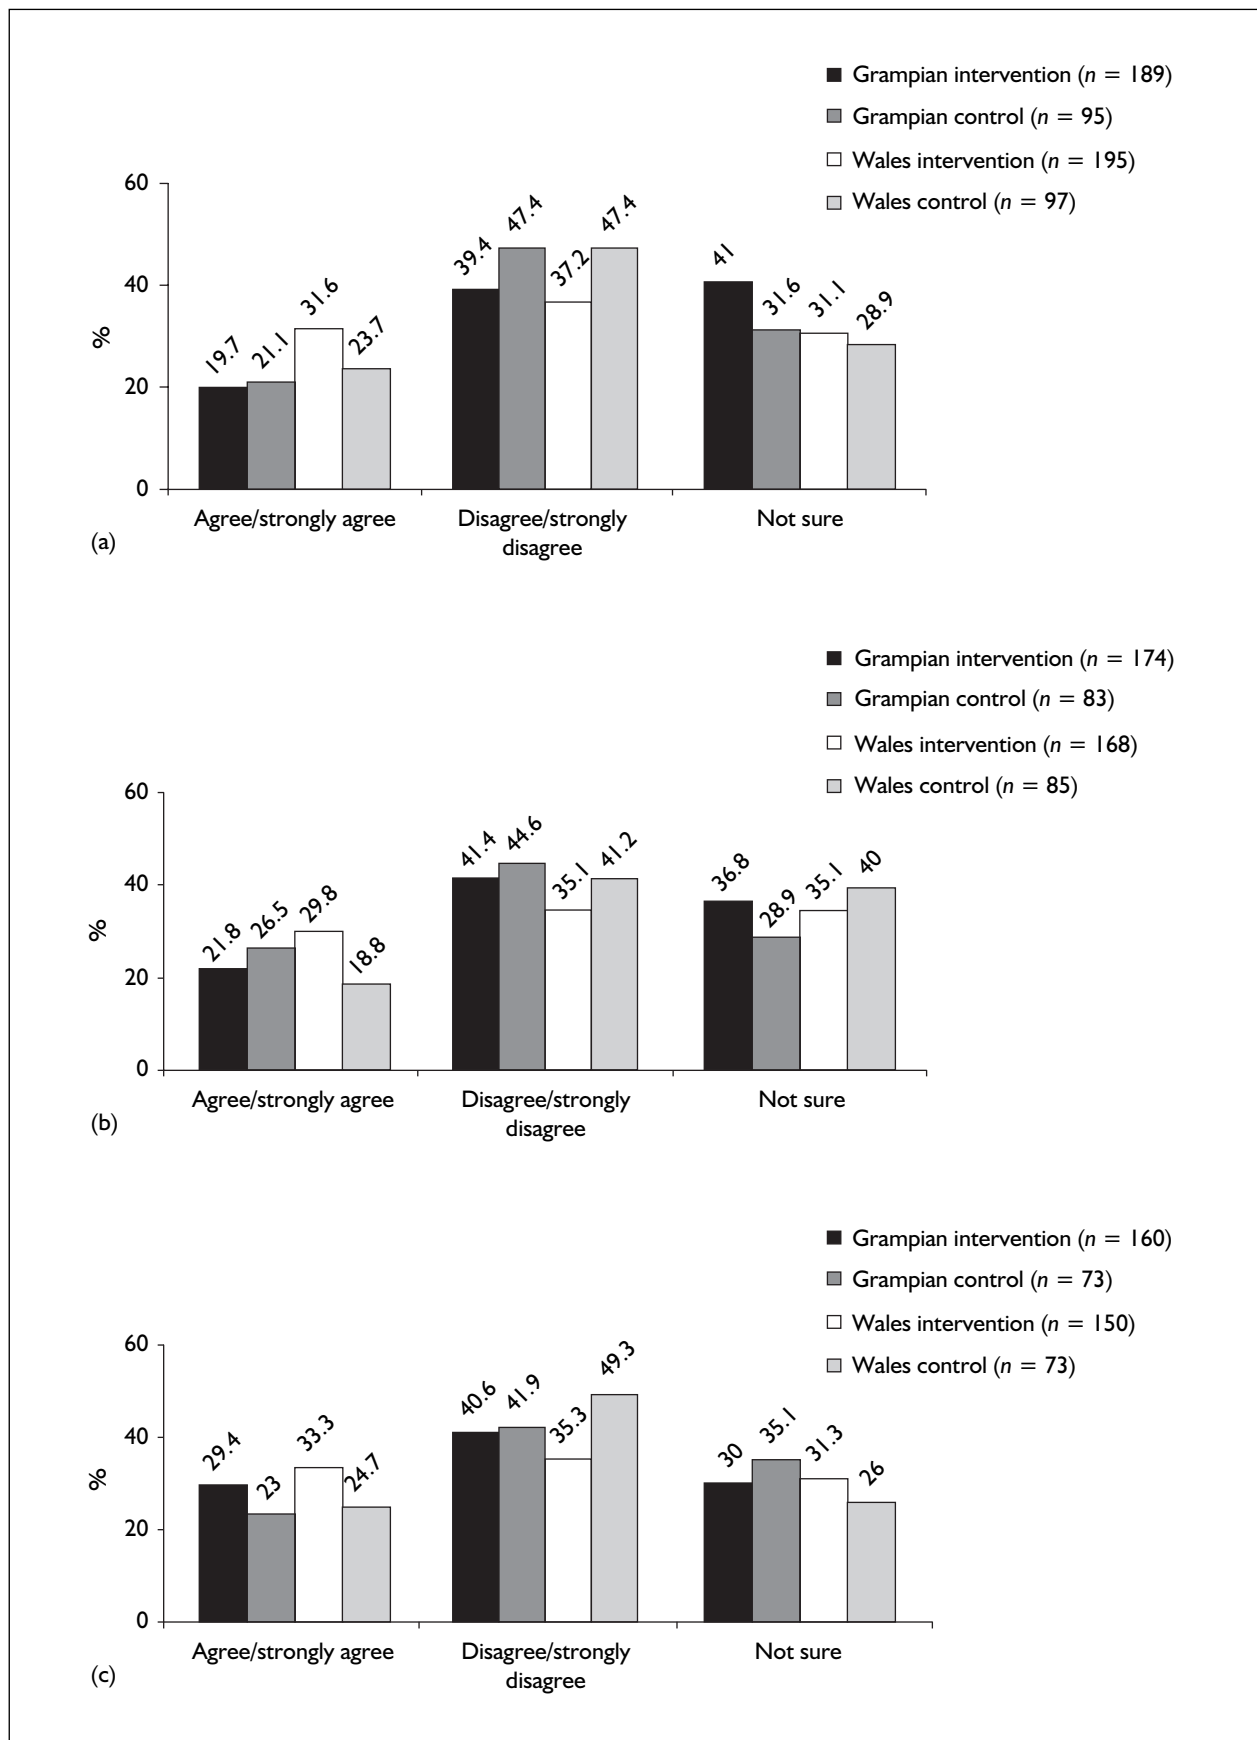 Grampian intervention (n = 189)
Grampian control (n = 95)
Wales intervention (n = 195)
Wales control (n = 97)
60
40
20
0
%
19.7
21.1
31.6
23.7
39.4
47.4
37.2
47.4
41
31.6
31.1
28.9
Agree/strongly agree
Disagree/strongly
disagree
Not sure
(a)
Grampian intervention (n = 174)
Grampian control (n = 83)
Wales intervention (n = 168)
Wales control (n = 85)
60
40
20
0
%
21.8
26.5
29.8
18.8
41.4
44.6
35.1
41.2
36.8
28.9
35.1
40
Agree/strongly agree
Disagree/strongly
disagree
Not sure
(b)
Grampian intervention (n = 160)
Grampian control (n = 73)
Wales intervention (n = 150)
Wales control (n = 73)
60
40
20
0
%
29.4
23
33.3
24.7
40.6
41.9
35.3
49.3
30
35.1
31.3
26
Agree/strongly agree
Disagree/strongly
disagree
Not sure
(c)